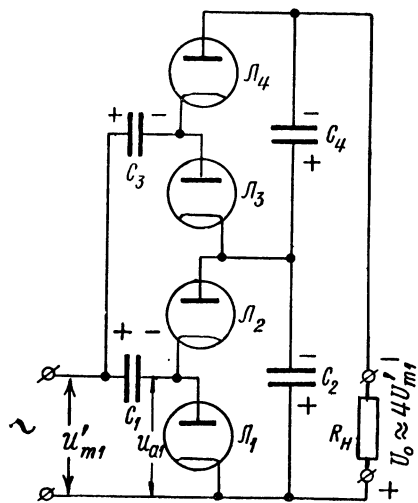 Л₄
+ −
C₃
−
C₄
+
Л₃
Л₂
+ −
C₁
−
C₂
+
~
U'ₘ₁
uₐ₁
Л₁
Rн
−
U₀ ≈ 4U'ₘ₁
+